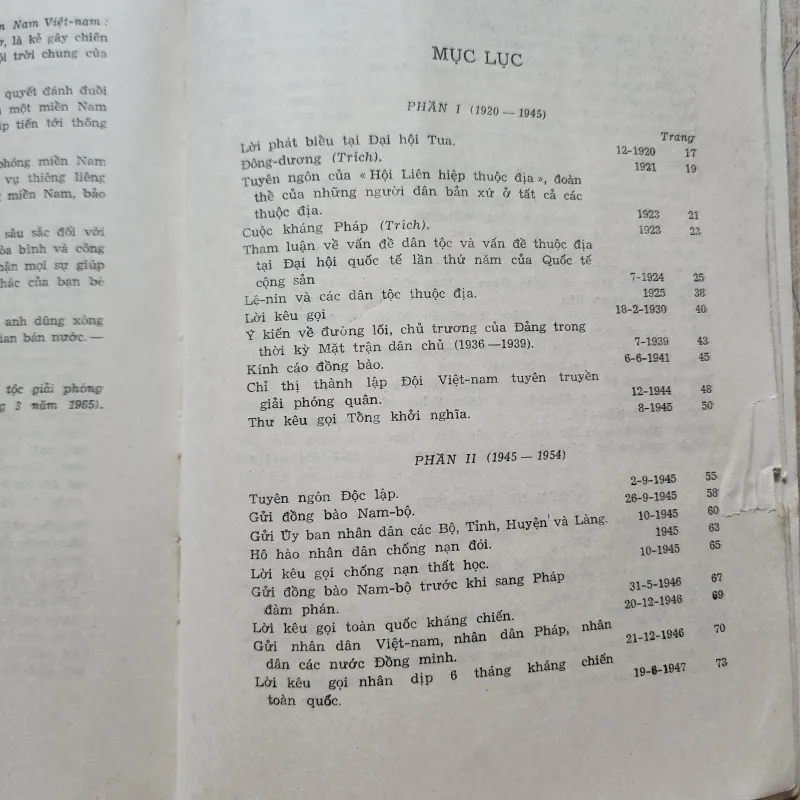 n Nam Việt-nam :
, là kẻ gây chiến
ội trời chung của
quyết đánh đuổi
một miền Nam
p tiến tới thống
phóng miền Nam
vụ thiêng liêng
miền Nam, bảo
sâu sắc đối với
òa bình và công
hận mọi sự giúp
hác của bạn bè
anh dũng xông
ian bán nước. —
tộc giải phóng
g 3 năm 1965).
MỤC LỤC
PHẦN I (1920 — 1945)
Trang
Lời phát biểu tại Đại hội Tua. 12-1920 17
Đông-dương (Trích). 1921 19
Tuyên ngôn của « Hội Liên hiệp thuộc địa », đoàn
thể của những người dân bản xứ ở tất cả các
thuộc địa. 1923 21
Cuộc kháng Pháp (Trích). 1923 23
Tham luận về vấn đề dân tộc và vấn đề thuộc địa
tại Đại hội quốc tế lần thứ năm của Quốc tế
cộng sản 7-1924 25
Lê-nin và các dân tộc thuộc địa. 1925 38
Lời kêu gọi 18-2-1930 40
Ý kiến về đường lối, chủ trương của Đảng trong
thời kỳ Mặt trận dân chủ (1936 —1939). 7-1939 43
Kính cáo đồng bào. 6-6-1941 45
Chỉ thị thành lập Đội Việt-nam tuyên truyền
giải phóng quân. 12-1944 48
Thư kêu gọi Tổng khởi nghĩa. 8-1945 50
PHẦN II (1945 — 1954)
Tuyên ngôn Độc lập. 2-9-1945 55
Gửi đồng bào Nam-bộ. 26-9-1945 58
Gửi Ủy ban nhân dân các Bộ, Tỉnh, Huyện và Làng. 10-1945 60
Hô hào nhân dân chống nạn đói. 1945 63
Lời kêu gọi chống nạn thất học. 10-1945 65
Gửi đồng bào Nam-bộ trước khi sang Pháp
đàm phán. 31-5-1946 67
Lời kêu gọi toàn quốc kháng chiến. 20-12-1946 69
Gửi nhân dân Việt-nam, nhân dân Pháp, nhân
dân các nước Đồng minh. 21-12-1946 70
Lời kêu gọi nhân dịp 6 tháng kháng chiến
toàn quốc. 19-6-1947 73